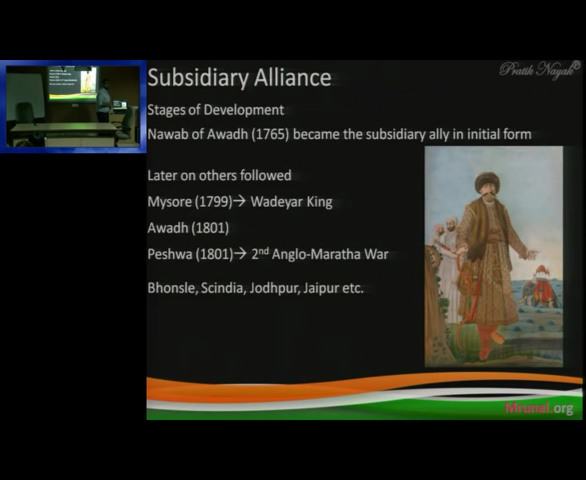 Pratik Nayak
Subsidiary Alliance
Stages of Development
Nawab of Awadh (1765) became the subsidiary ally in initial form
Later on others followed
Mysore (1799)→ Wadeyar King
Awadh (1801)
Peshwa (1801)→ 2nd Anglo-Maratha War
Bhonsle, Scindia, Jodhpur, Jaipur etc.
Mrunal.org